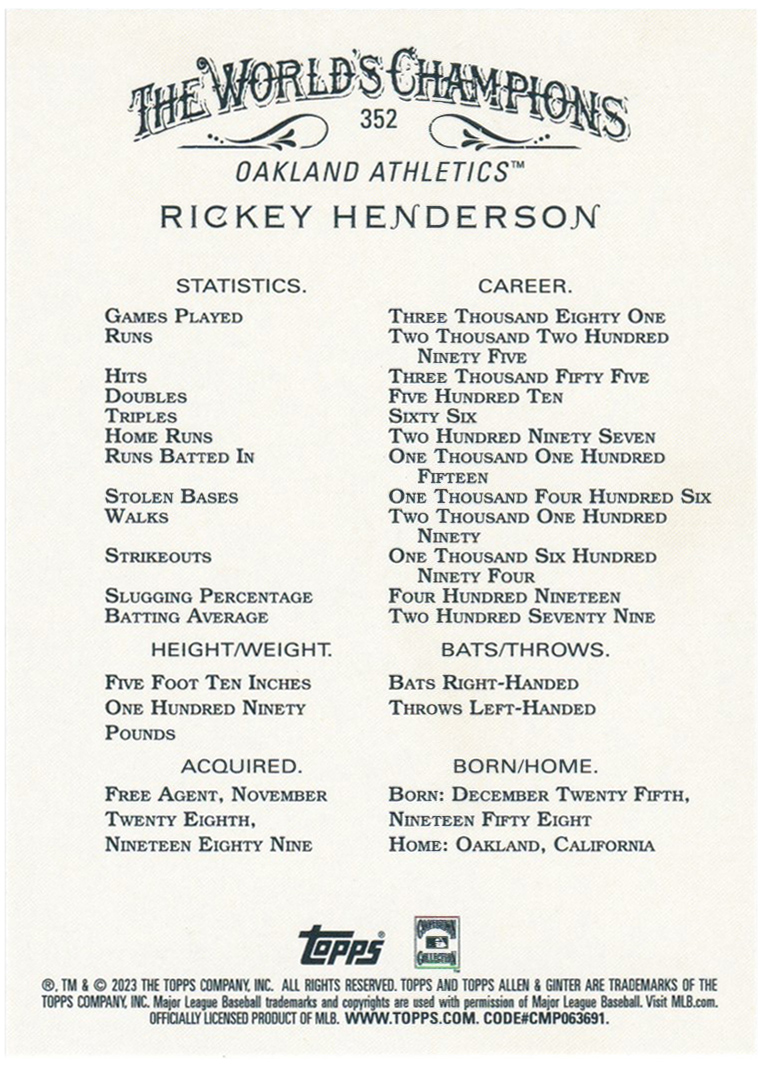 THE WORLD'S CHAMPIONS
352
OAKLAND ATHLETICS™
RICKEY HENDERSON
STATISTICS. CAREER.
GAMES PLAYED THREE THOUSAND EIGHTY ONE
RUNS TWO THOUSAND TWO HUNDRED
NINETY FIVE
HITS THREE THOUSAND FIFTY FIVE
DOUBLES FIVE HUNDRED TEN
TRIPLES SIXTY SIX
HOME RUNS TWO HUNDRED NINETY SEVEN
RUNS BATTED IN ONE THOUSAND ONE HUNDRED
FIFTEEN
STOLEN BASES ONE THOUSAND FOUR HUNDRED SIX
WALKS TWO THOUSAND ONE HUNDRED
NINETY
STRIKEOUTS ONE THOUSAND SIX HUNDRED
NINETY FOUR
SLUGGING PERCENTAGE FOUR HUNDRED NINETEEN
BATTING AVERAGE TWO HUNDRED SEVENTY NINE
HEIGHT/WEIGHT. BATS/THROWS.
FIVE FOOT TEN INCHES BATS RIGHT-HANDED
ONE HUNDRED NINETY THROWS LEFT-HANDED
POUNDS
ACQUIRED. BORN/HOME.
FREE AGENT, NOVEMBER BORN: DECEMBER TWENTY FIFTH,
TWENTY EIGHTH, NINETEEN FIFTY EIGHT
NINETEEN EIGHTY NINE HOME: OAKLAND, CALIFORNIA
Topps® COOPERSTOWN COLLECTION™
®, TM & © 2023 THE TOPPS COMPANY, INC. ALL RIGHTS RESERVED. TOPPS AND TOPPS ALLEN & GINTER ARE TRADEMARKS OF THE
TOPPS COMPANY, INC. Major League Baseball trademarks and copyrights are used with permission of Major League Baseball. Visit MLB.com.
OFFICIALLY LICENSED PRODUCT OF MLB. WWW.TOPPS.COM. CODE#CMP063691.